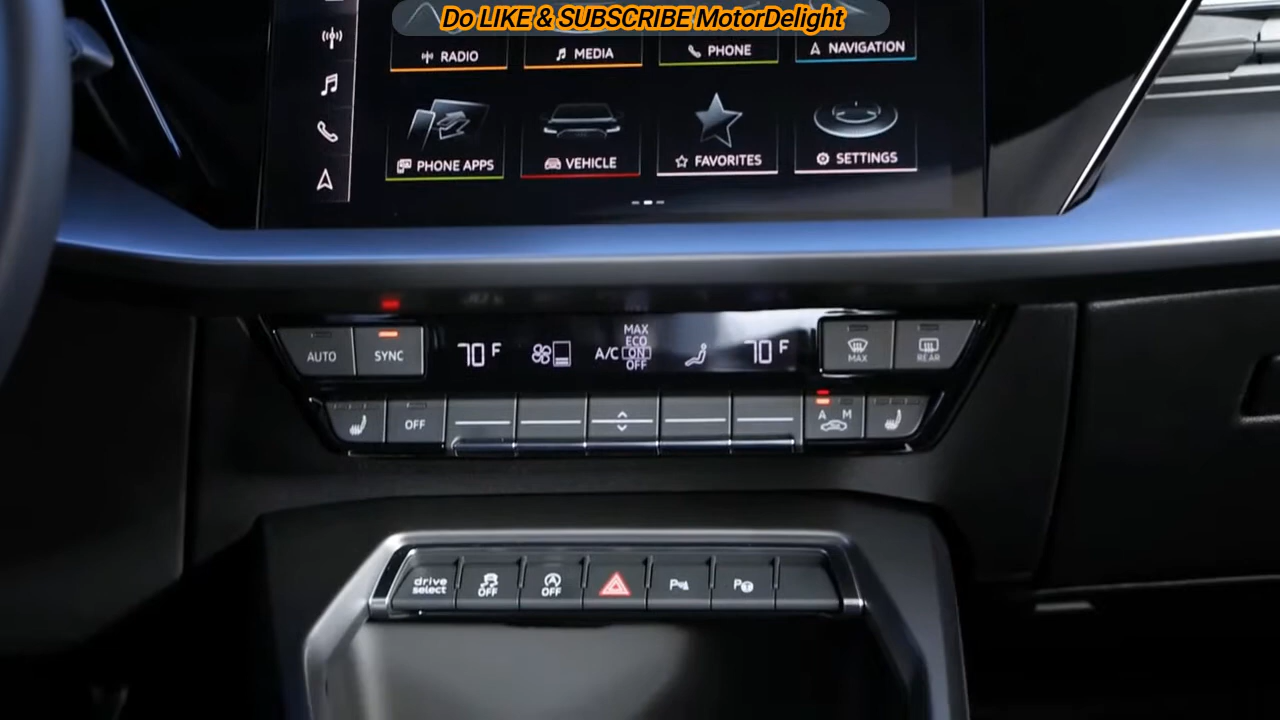 Do LIKE & SUBSCRIBE MotorDelight
RADIO
MEDIA
PHONE
NAVIGATION
PHONE APPS
VEHICLE
FAVORITES
SETTINGS
AUTO
SYNC
70 F
A/C
MAX
ECO
ON
OFF
70 F
MAX
REAR
OFF
A M
drive
select
OFF
OFF
P
P